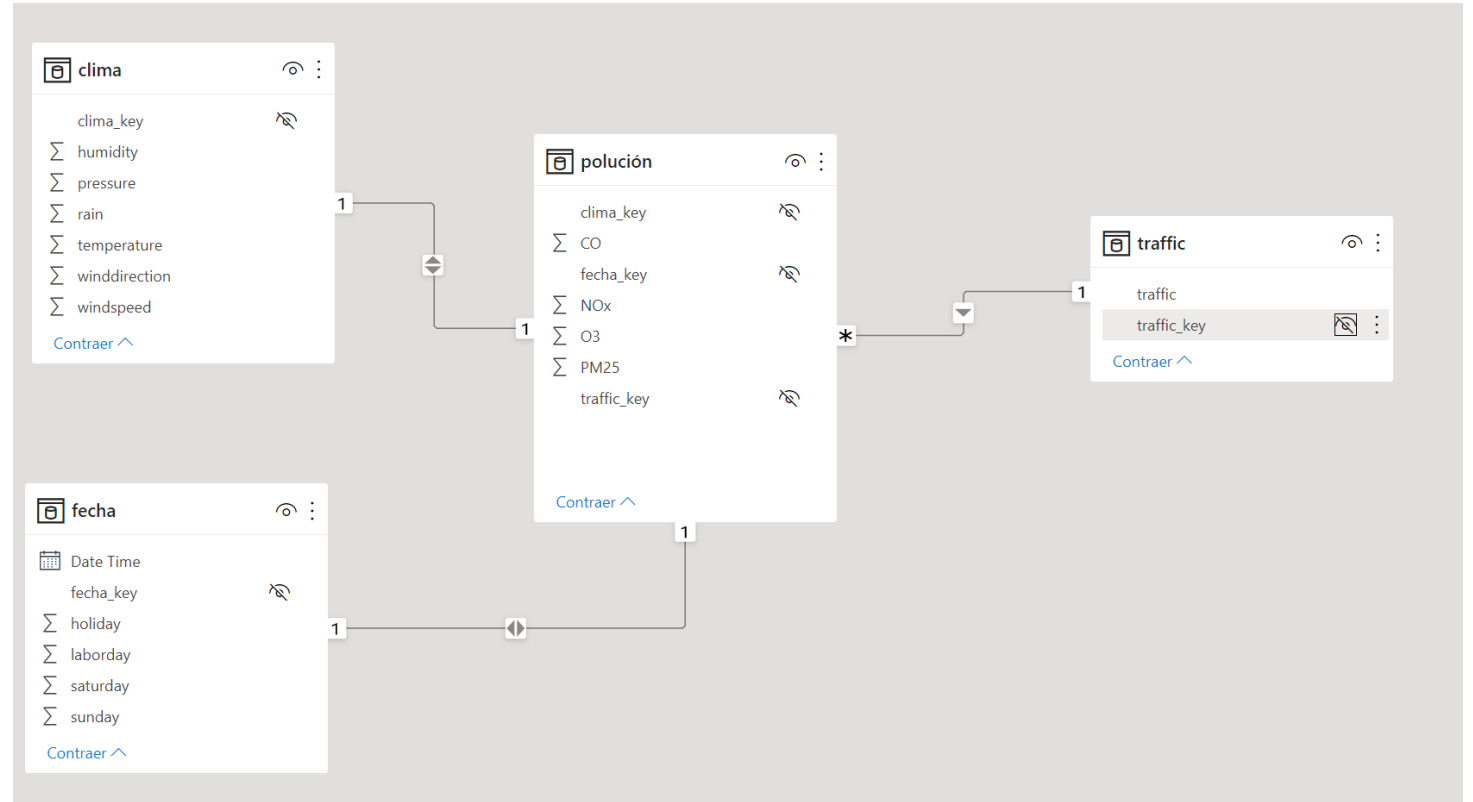 clima
clima_key
humidity
pressure
rain
temperature
winddirection
windspeed
Contraer
1
1
polución
clima_key
CO
fecha_key
NOx
O3
PM25
traffic_key
Contraer
1
*
1
traffic
traffic
traffic_key
Contraer
fecha
Date Time
fecha_key
holiday
laborday
saturday
sunday
Contraer
1